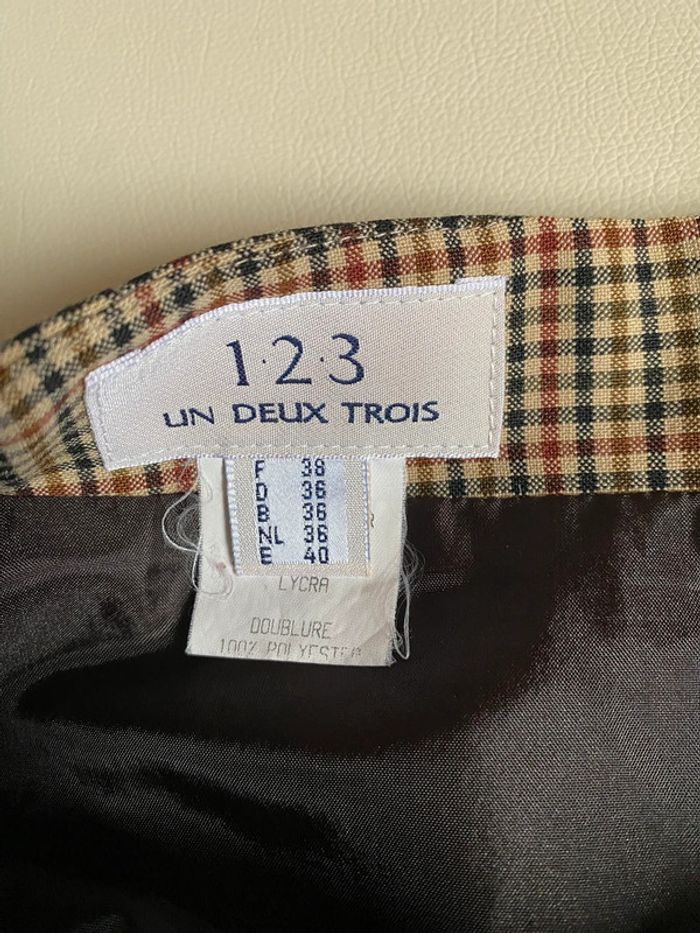 1·2·3
UN DEUX TROIS
F 38
D 36
B 36
NL 36
E 40
LYCRA
DOUBLURE
100% POLYESTER